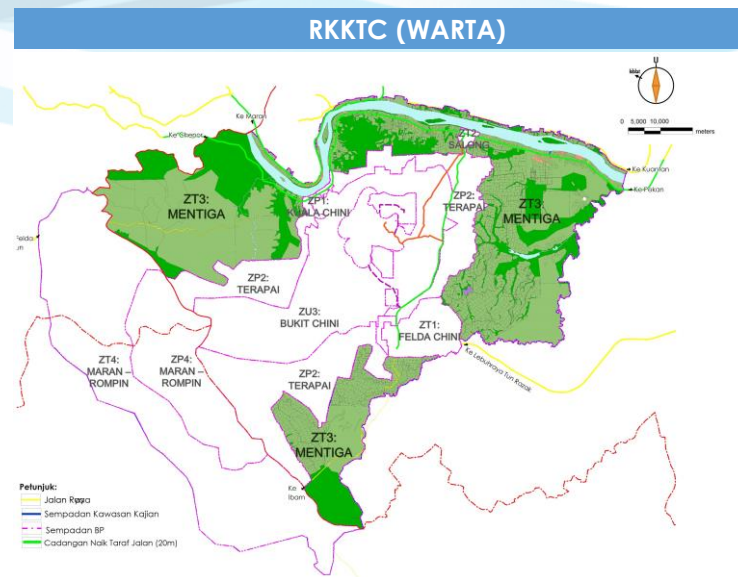 RKKTC (WARTA)
U
0 5,000 10,000
meters
Ke Maran
ZT2:
SALONG
Ke Kuantan
Ke Pekan
ZT3:
MENTIGA
ZP1:
KUALA CHINI
ZP2:
TERAPAI
ZT3:
MENTIGA
Felda
ZP2:
TERAPAI
ZU3:
BUKIT CHINI
ZT1:
FELDA CHINI
ZT4:
MARAN –
ROMPIN
ZP4:
MARAN –
ROMPIN
ZP2:
TERAPAI
Ke Lebuhraya Tun Razak
ZT3:
MENTIGA
Ke
Ibam
Petunjuk:
Jalan
Sempadan Kawasan Kajian
Sempadan BP
Cadangan Naik Taraf Jalan (20m)